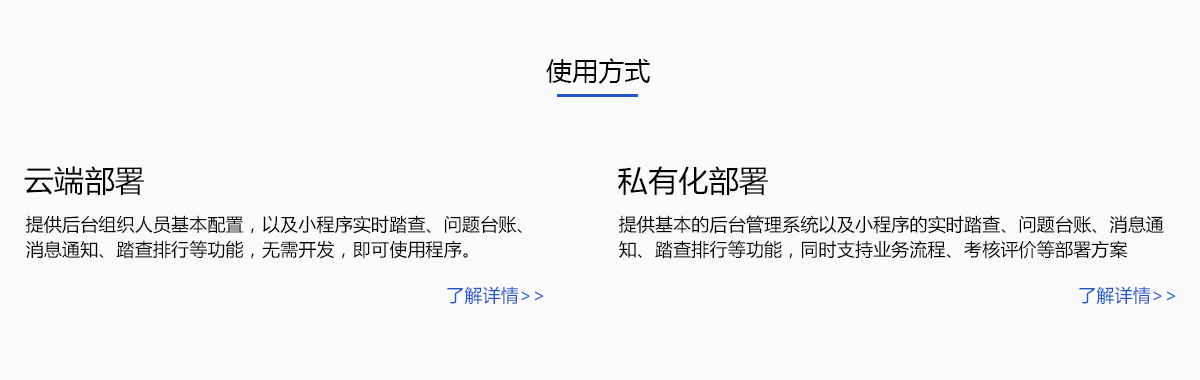 使用方式
云端部署
提供后台组织人员基本配置，以及小程序实时踏查、问题台账、
消息通知、踏查排行等功能，无需开发，即可使用程序。
了解详情>>
私有化部署
提供基本的后台管理系统以及小程序的实时踏查、问题台账、消息通
知、踏查排行等功能，同时支持业务流程、考核评价等部署方案
了解详情>>